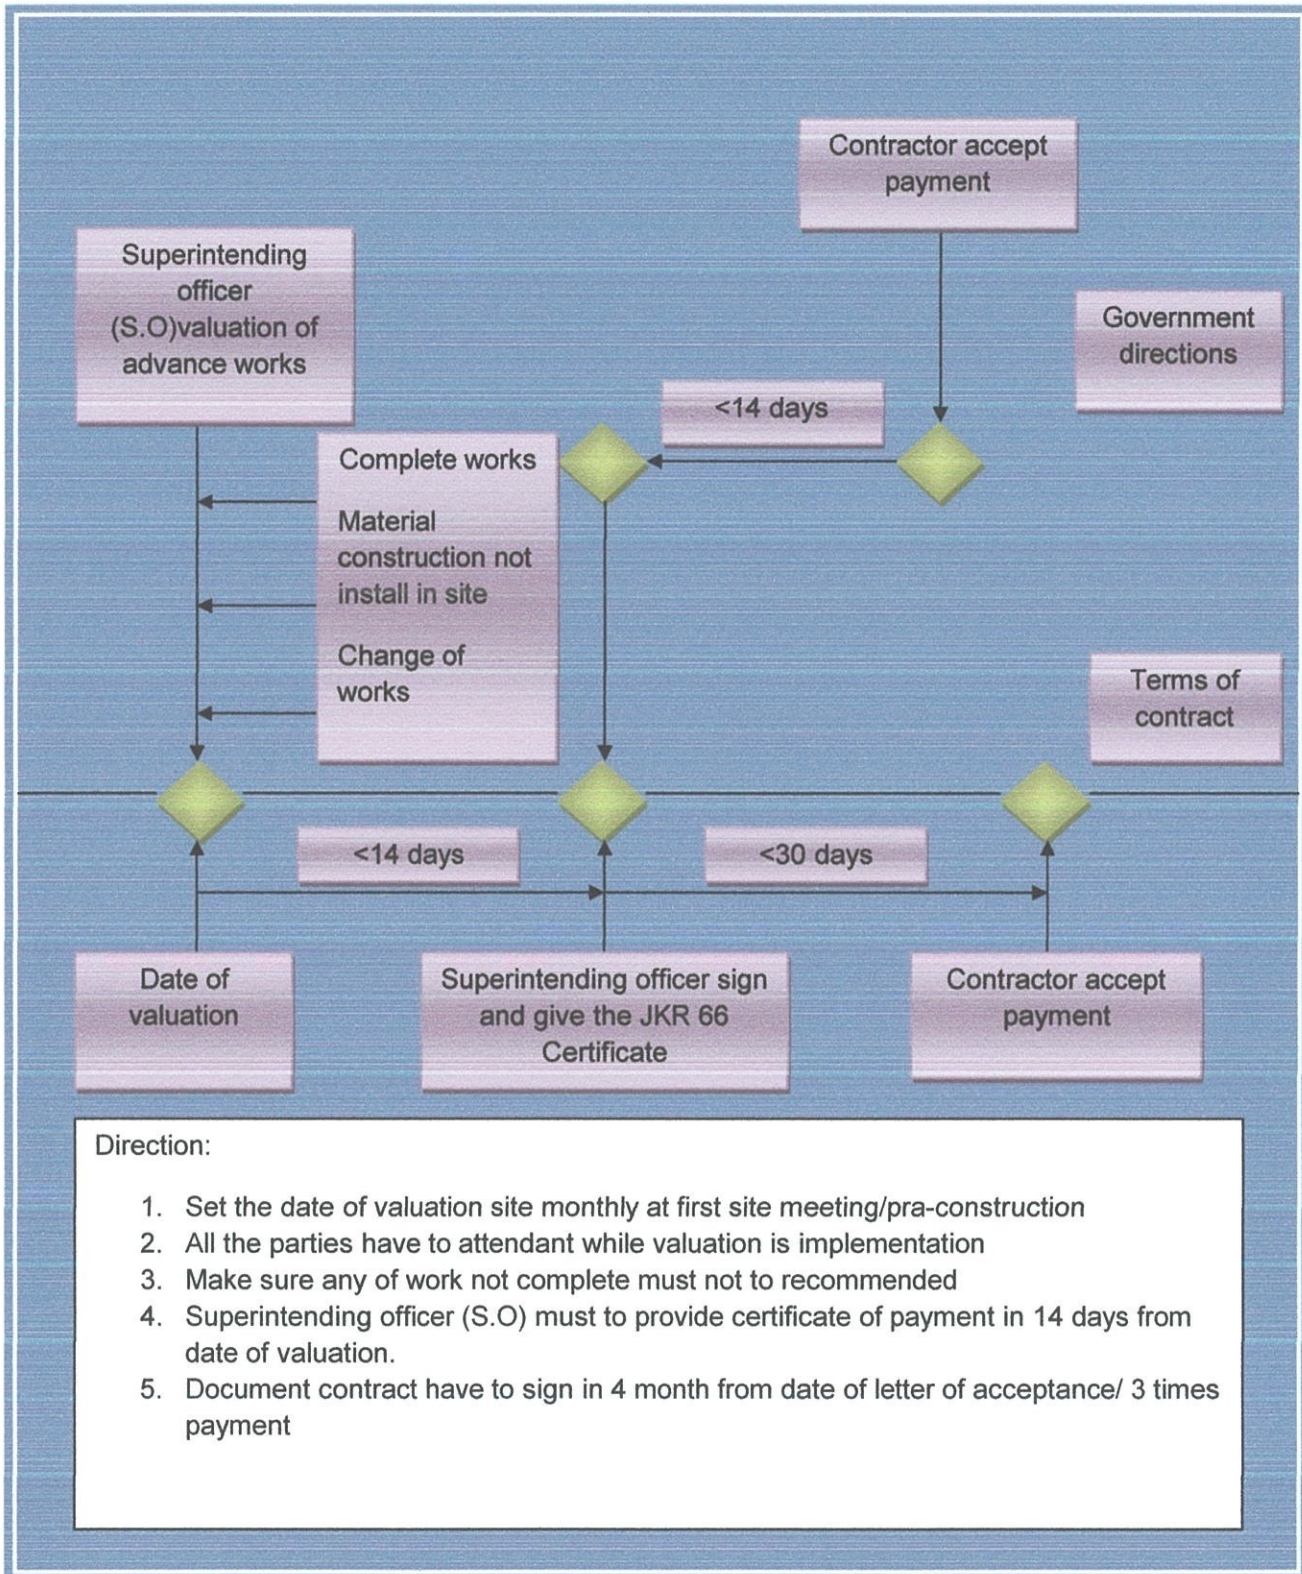 Contractor accept
payment
Superintending
officer
(S.O)valuation of
advance works
Government
directions
<14 days
Complete works
Material
construction not
install in site
Change of
works
Terms of
contract
<14 days
<30 days
Date of
valuation
Superintending officer sign
and give the JKR 66
Certificate
Contractor accept
payment
Direction:
1. Set the date of valuation site monthly at first site meeting/pra-construction
2. All the parties have to attendant while valuation is implementation
3. Make sure any of work not complete must not to recommended
4. Superintending officer (S.O) must to provide certificate of payment in 14 days from
date of valuation.
5. Document contract have to sign in 4 month from date of letter of acceptance/ 3 times
payment